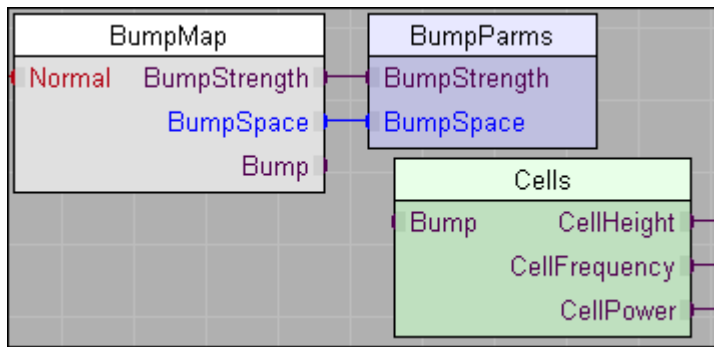 BumpMap
Normal BumpStrength
BumpSpace
Bump
BumpParms
BumpStrength
BumpSpace
Cells
Bump CellHeight
CellFrequency
CellPower